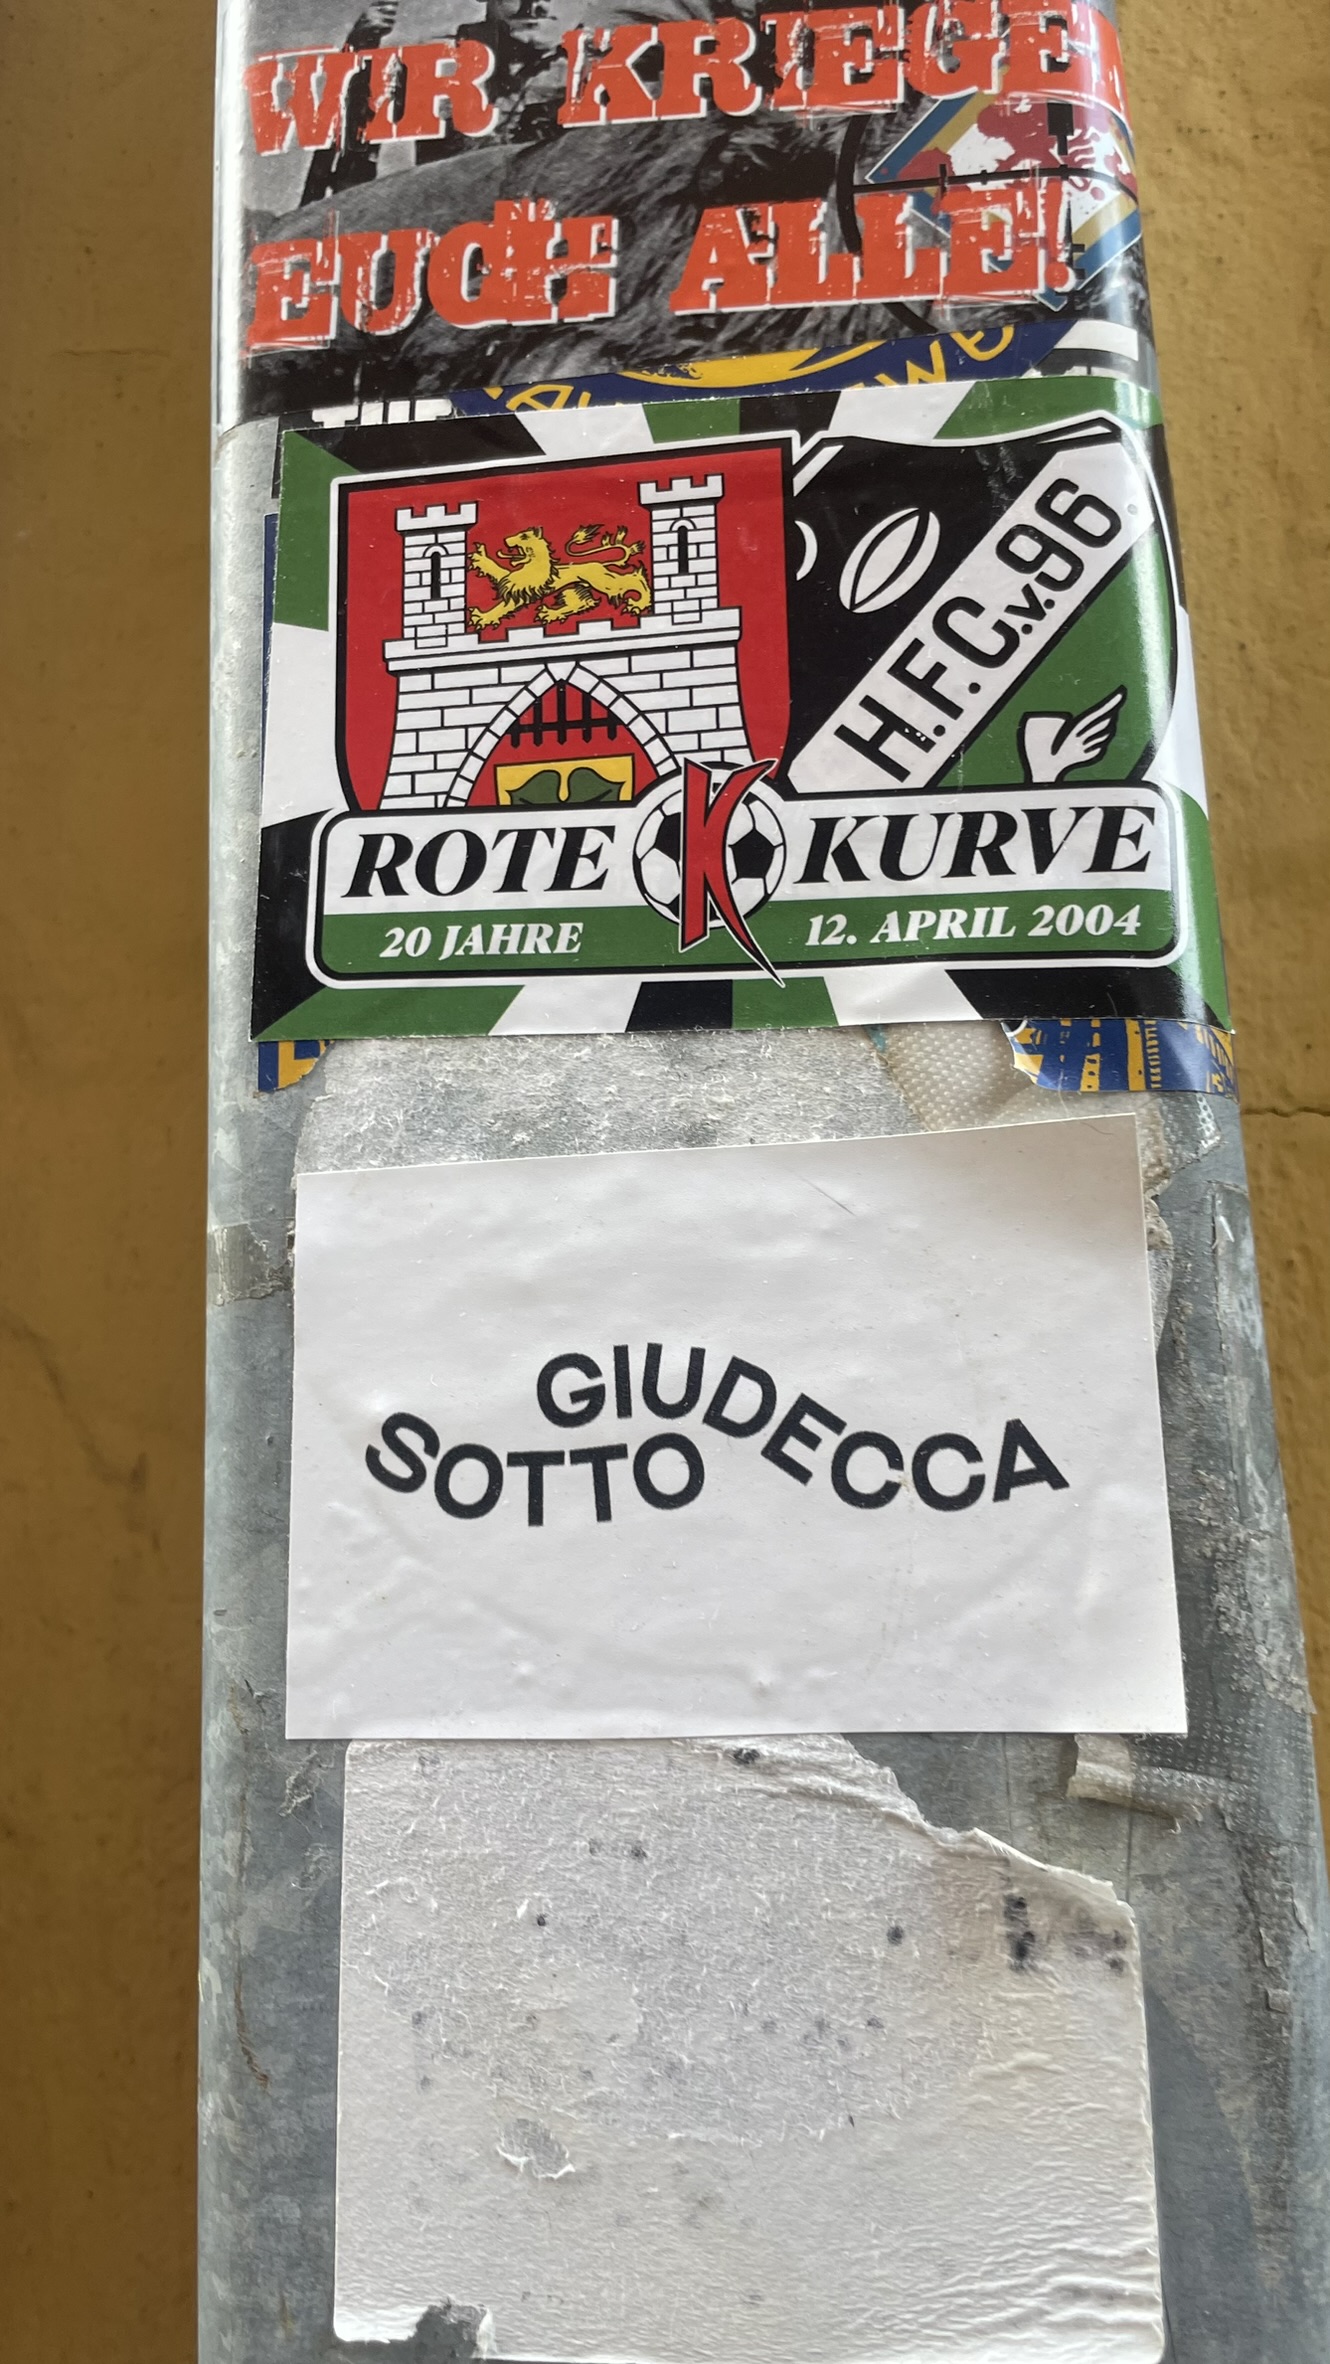 WIR KRIEGEN
EUCH ALLE!
H.F.C.v.96
ROTE K KURVE
20 JAHRE 12. APRIL 2004
GIUDECCA
SOTTO